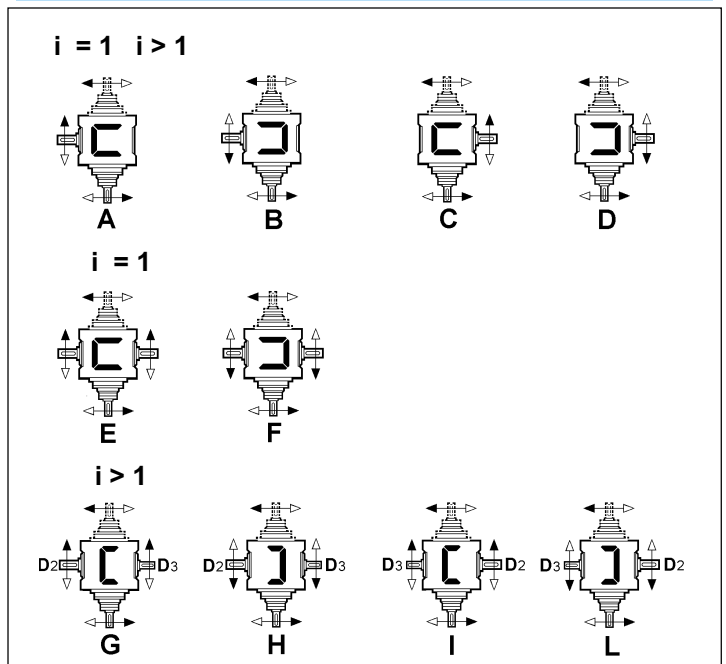 i = 1 i > 1
A B C D
i = 1
E F
i > 1
D2 D3 D2 D3 D3 D2 D3 D2
G H I L